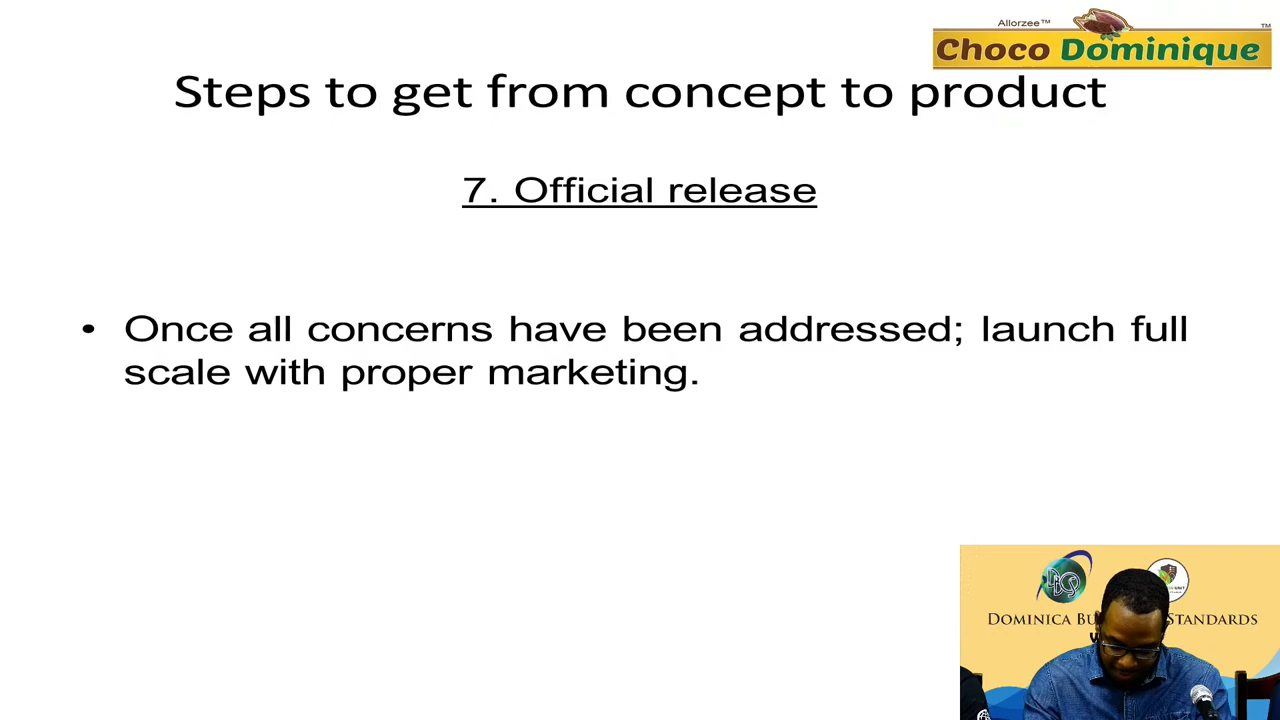 Allorzee™
TM
Choco Dominique
Steps to get from concept to product
7. Official release
• Once all concerns have been addressed; launch full
scale with proper marketing.
DBOS
DOMINICA BU STANDARDS